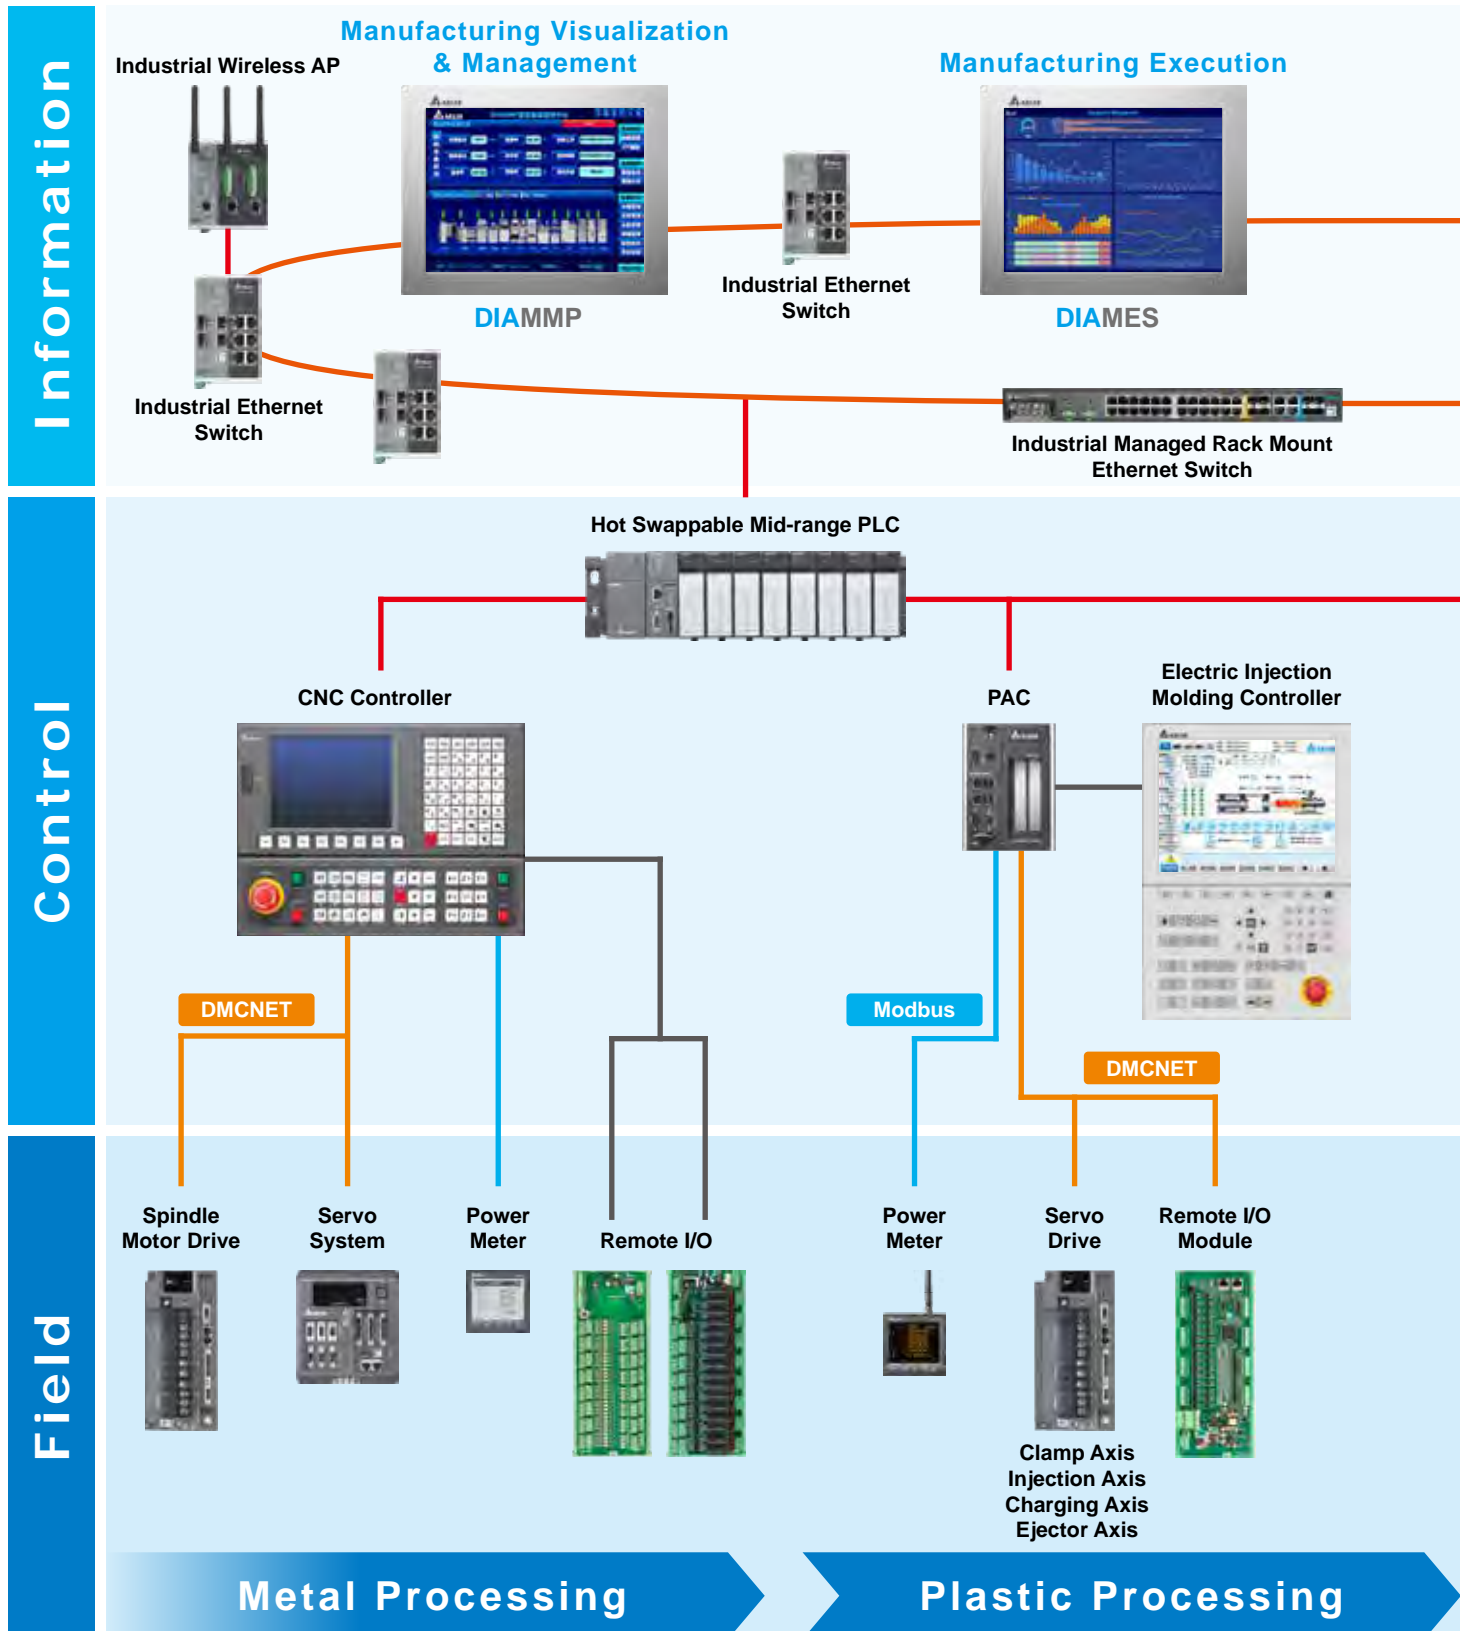 Information
Manufacturing Visualization
& Management
Manufacturing Execution
Industrial Wireless AP
Industrial Ethernet
Switch
DIAMMP
DIAMES
Industrial Ethernet
Switch
Industrial Managed Rack Mount
Ethernet Switch
Control
Hot Swappable Mid-range PLC
CNC Controller
PAC
Electric Injection
Molding Controller
DMCNET
Modbus
DMCNET
Field
Spindle
Motor Drive
Servo
System
Power
Meter
Remote I/O
Power
Meter
Servo
Drive
Remote I/O
Module
Clamp Axis
Injection Axis
Charging Axis
Ejector Axis
Metal Processing
Plastic Processing